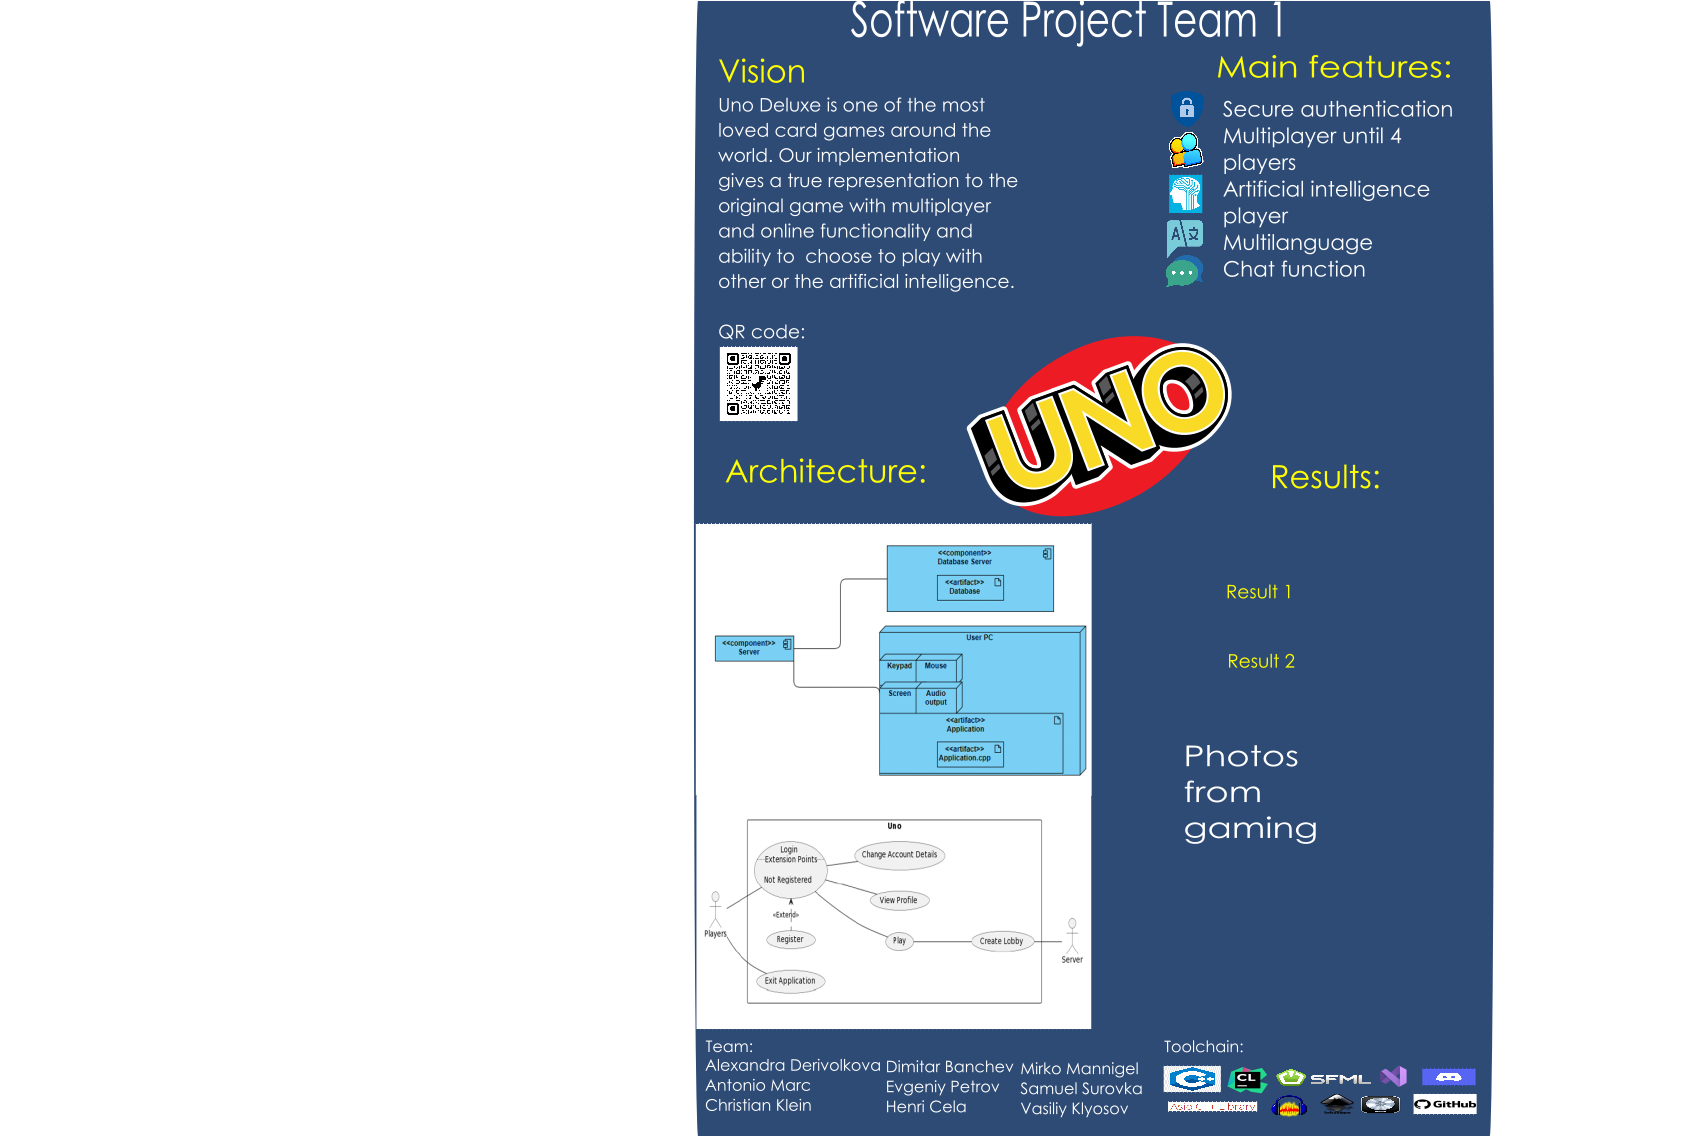 Software Project Team 1
Vision
Uno Deluxe is one of the most
loved card games around the
world. Our implementation
gives a true representation to the
original game with multiplayer
and online functionality and
ability to  choose to play with
other or the artificial intelligence.
QR code:
Main features:
Secure authentication
Multiplayer until 4
players
Artificial intelligence
player
Multilanguage
Chat function
UNO
Architecture:
<<component>>
Database Server
<<artifact>>
Database
<<component>>
Server
User PC
Keypad
Mouse
Screen
Audio
output
<<artifact>>
Application
<<artifact>>
Application.cpp
Uno
Login
Extension Points
Not Registered
Change Account Details
View Profile
«Extend»
Players
Register
Play
Create Lobby
Server
Exit Application
Results:
Result 1
Result 2
Photos
from
gaming
Team:
Alexandra Derivolkova
Antonio Marc
Christian Klein
Dimitar Banchev
Evgeniy Petrov
Henri Cela
Mirko Mannigel
Samuel Surovka
Vasiliy Klyosov
Toolchain:
CL
SFML
Library
GitHub